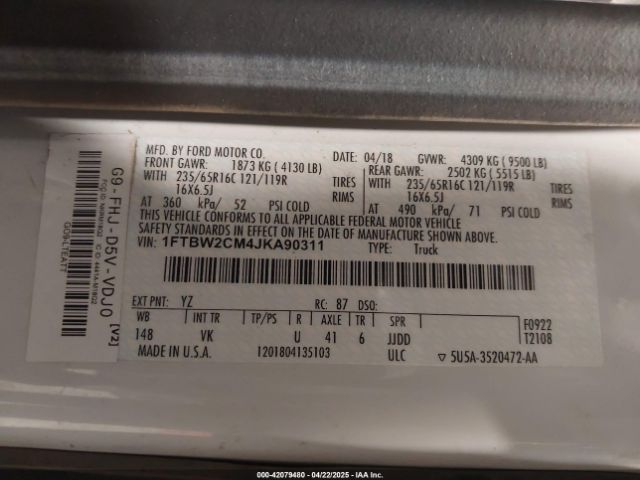 MFD. BY FORD MOTOR CO. DATE: 04/18 GVWR: 4309 KG (9500 LB)
FRONT GAWR: 1873 KG (4130 LB) REAR GAWR: 2502 KG (5515 LB)
WITH 235/65R16C 121/119R TIRES WITH 235/65R16C 121/119R TIRES
16X6.5J RIMS 16X6.5J RIMS
AT 360 kPa/ 52 PSI COLD AT 490 kPa/ 71 PSI COLD
THIS VEHICLE CONFORMS TO ALL APPLICABLE FEDERAL MOTOR VEHICLE
SAFETY STANDARDS IN EFFECT ON THE DATE OF MANUFACTURE SHOWN ABOVE.
VIN: 1FTBW2CM4JKA90311 TYPE: Truck
EXT PNT: YZ RC: 87 DSO:
WB INT TR TP/PS R AXLE TR SPR F0922
148 VK U 41 6 JJDD T2108
MADE IN U.S.A. 1201804135103 ULC ▽ 5U5A-3520472-AA
G9-FHJ-D5V-VDJ0 [V2]
000-42079480 - 04/22/2025 - IAA